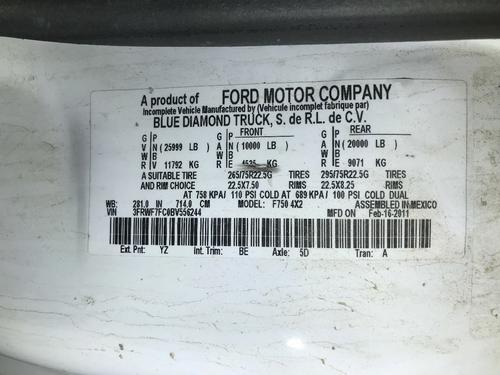 A product of FORD MOTOR COMPANY
Incomplete Vehicle Manufactured by (Vehicule incomplet fabrique par)
BLUE DIAMOND TRUCK, S. de R.L. de C.V.
FRONT REAR
GVWR (25999 LB) 11792 KG
GAWR (10000 LB) KG
GAWR (20000 LB) 9071 KG
A SUITABLE TIRE 265/75R22.5G TIRES 295/75R22.5G TIRES
AND RIM CHOICE 22.5X7.50 RIMS 22.5X8.25 RIMS
AT 758 KPA/ 110 PSI COLD AT 689 KPA/ 100 PSI COLD DUAL
WB: 281.0 IN 714.0 CM MODEL: F750 4X2 ASSEMBLED IN MEXICO
VIN 3FRWF7FC0BV556244 MFD. ON Feb-16-2011
Ext. Pnt: YZ Int. Trim: BE Axle: 5D Tran: A